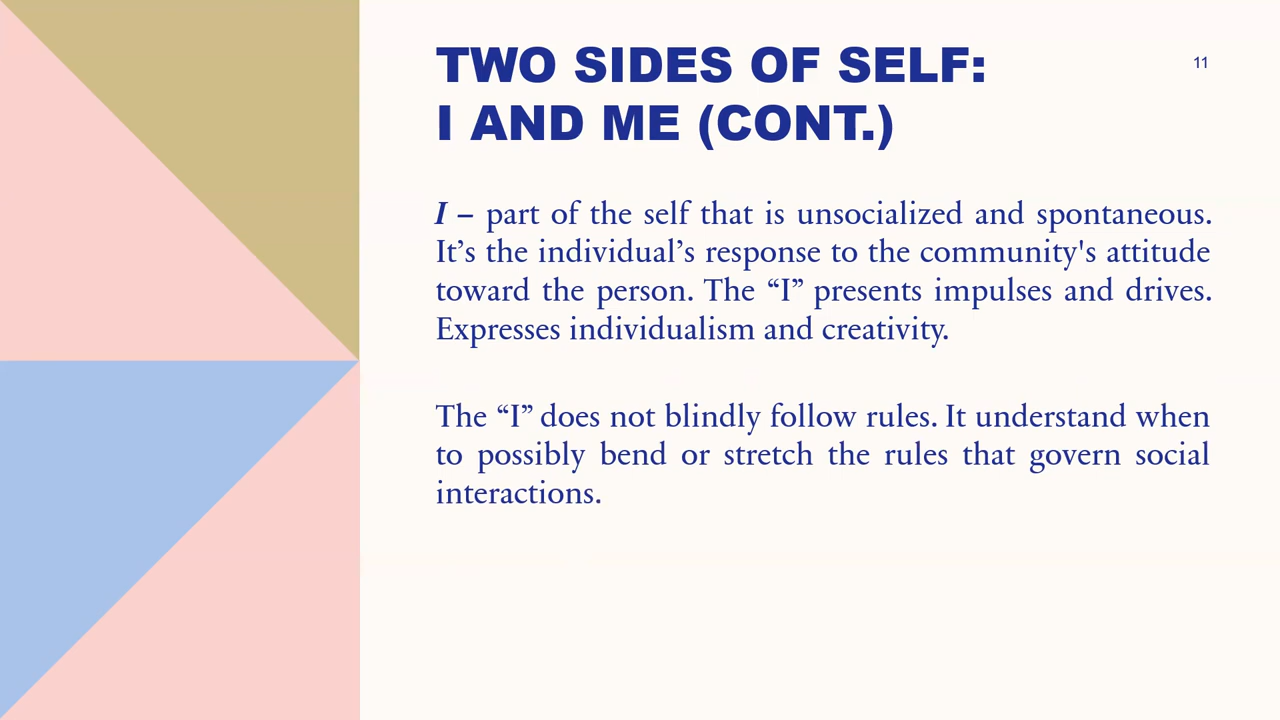 TWO SIDES OF SELF:
I AND ME (CONT.)
11
I – part of the self that is unsocialized and spontaneous.
It’s the individual’s response to the community's attitude
toward the person. The “I” presents impulses and drives.
Expresses individualism and creativity.
The “I” does not blindly follow rules. It understand when
to possibly bend or stretch the rules that govern social
interactions.